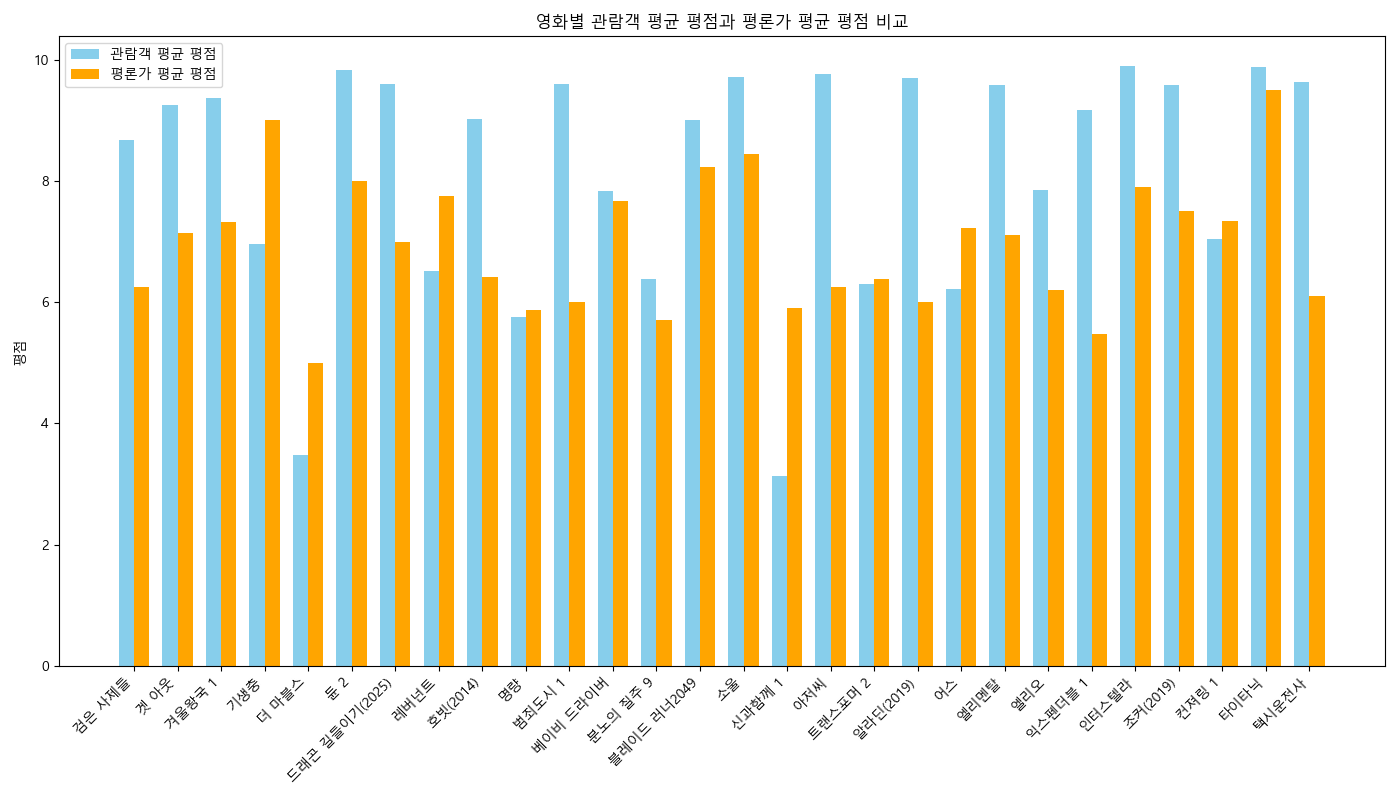 영화별 관람객 평균 평점과 평론가 평균 평점 비교
관람객 평균 평점
평론가 평균 평점
평점
10
8
6
4
2
0
검은 사제들
겟 아웃
겨울왕국 1
기생충
더 마블스
듄 2
드래곤 길들이기(2025)
레버넌트
호빗(2014)
명량
범죄도시 1
베이비 드라이버
분노의 질주 9
블레이드 러너2049
소울
신과함께 1
아저씨
트랜스포머 2
알라딘(2019)
어스
엘리멘탈
엘리오
익스펜더블 1
인터스텔라
조커(2019)
컨저링 1
타이타닉
택시운전사